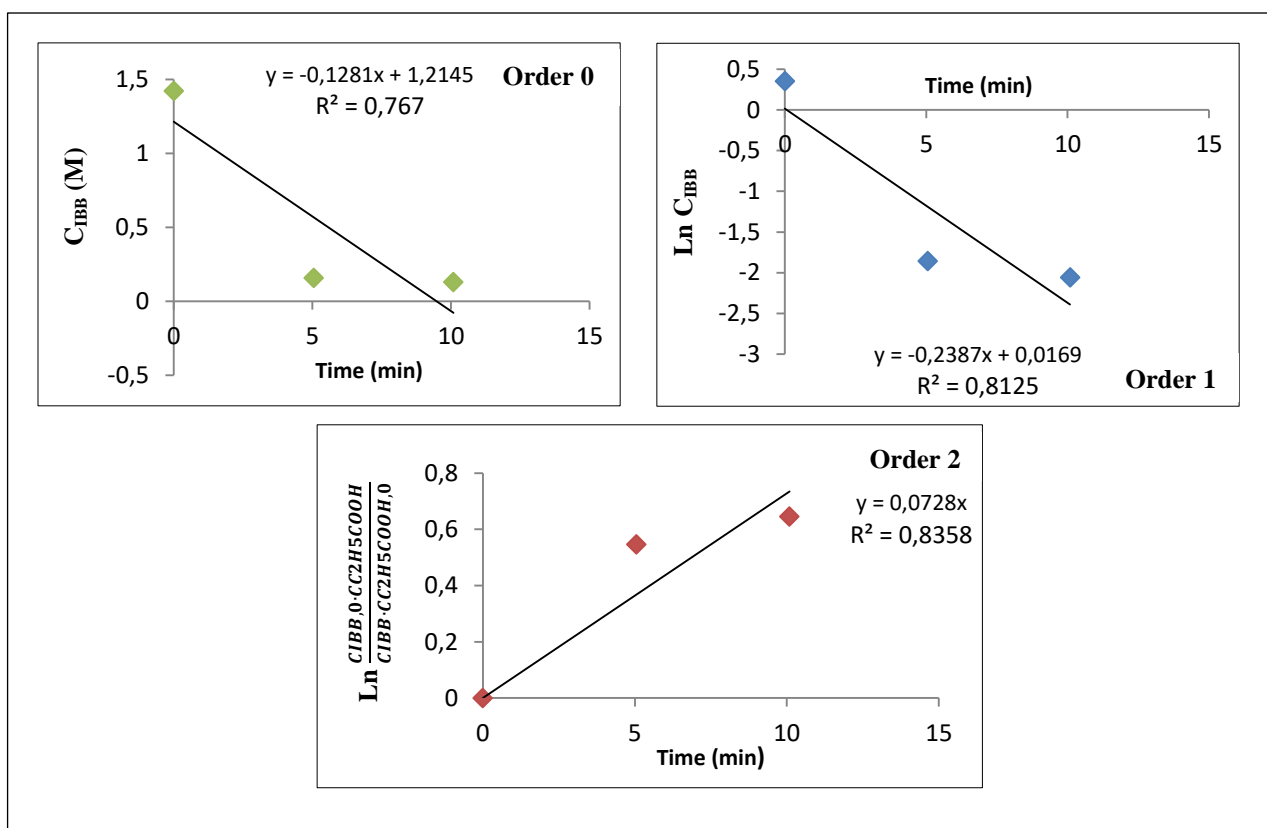 y = -0,1281x + 1,2145
R² = 0,767
Order 0
C_IBB (M)
1,5
1
0,5
0
-0,5
0
5
10
15
Time (min)
Time (min)
Ln C_IBB
0,5
0
-0,5
-1
-1,5
-2
-2,5
-3
0
5
10
15
y = -0,2387x + 0,0169
R² = 0,8125
Order 1
Order 2
y = 0,0728x
R² = 0,8358
Ln CIBB,0·CC2H5COOH
CIBB·CC2H5COOH,0
0,8
0,6
0,4
0,2
0
0
5
10
15
Time (min)